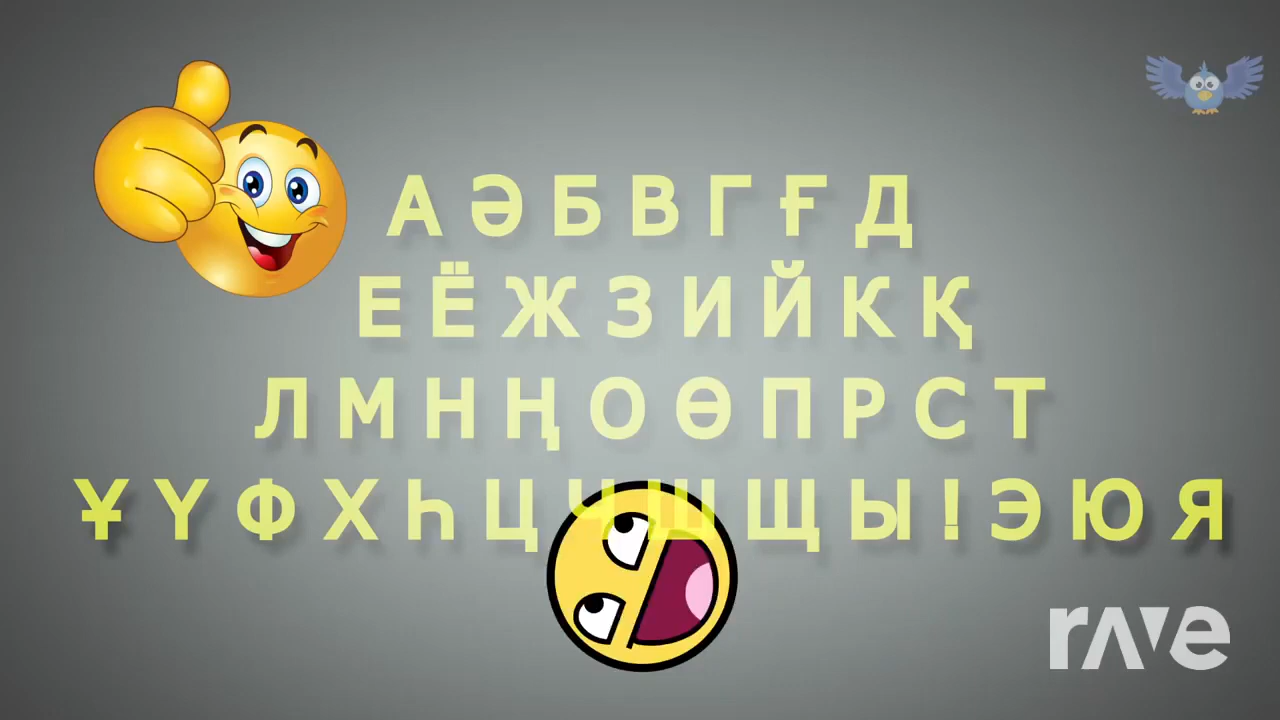 А Ә Б В Г Ғ Д
Е Ё Ж З И Й К Қ
Л М Н Ң О Ө П Р С Т
Ұ Ү Ф Х Һ Ц Ч Ш Щ Ы ! Э Ю Я
rave